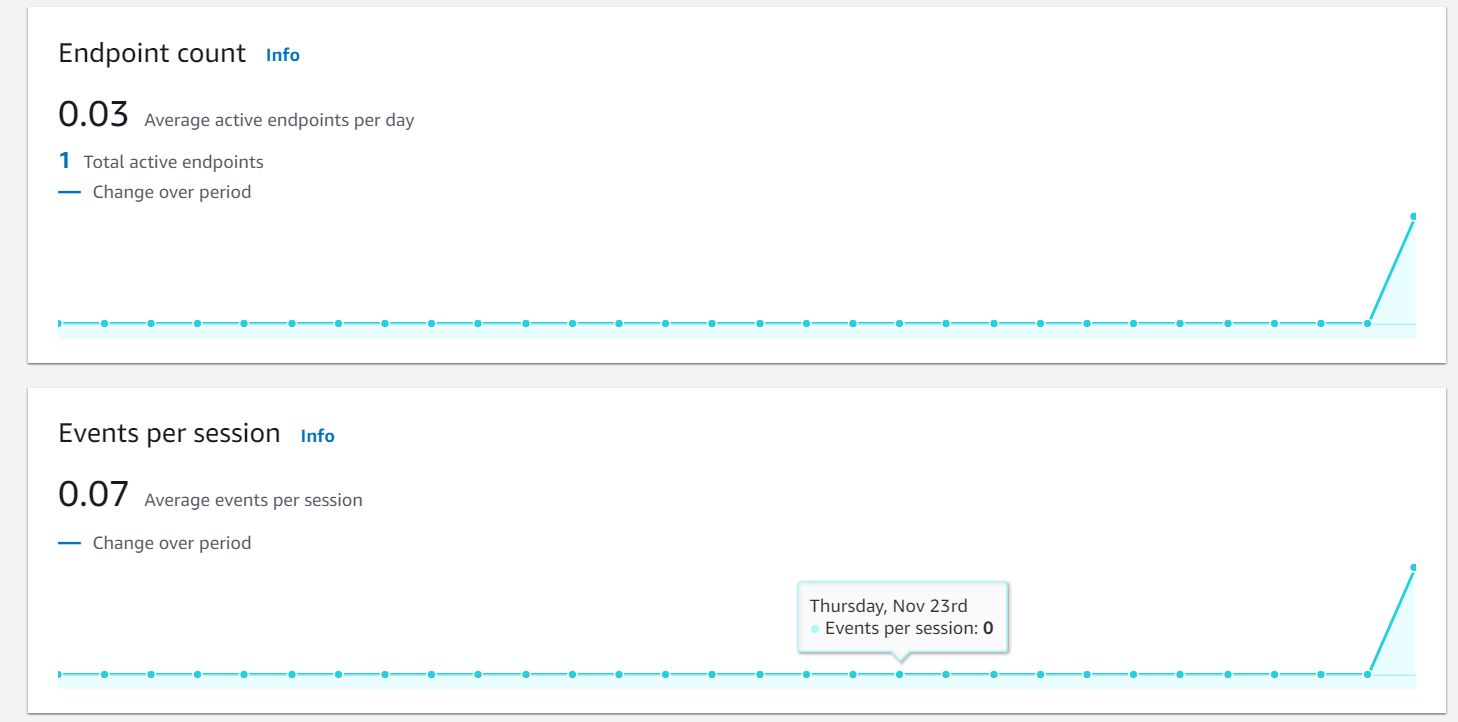 Endpoint count Info
0.03 Average active endpoints per day
1 Total active endpoints
Change over period
Events per session Info
0.07 Average events per session
Change over period
Thursday, Nov 23rd
Events per session: 0